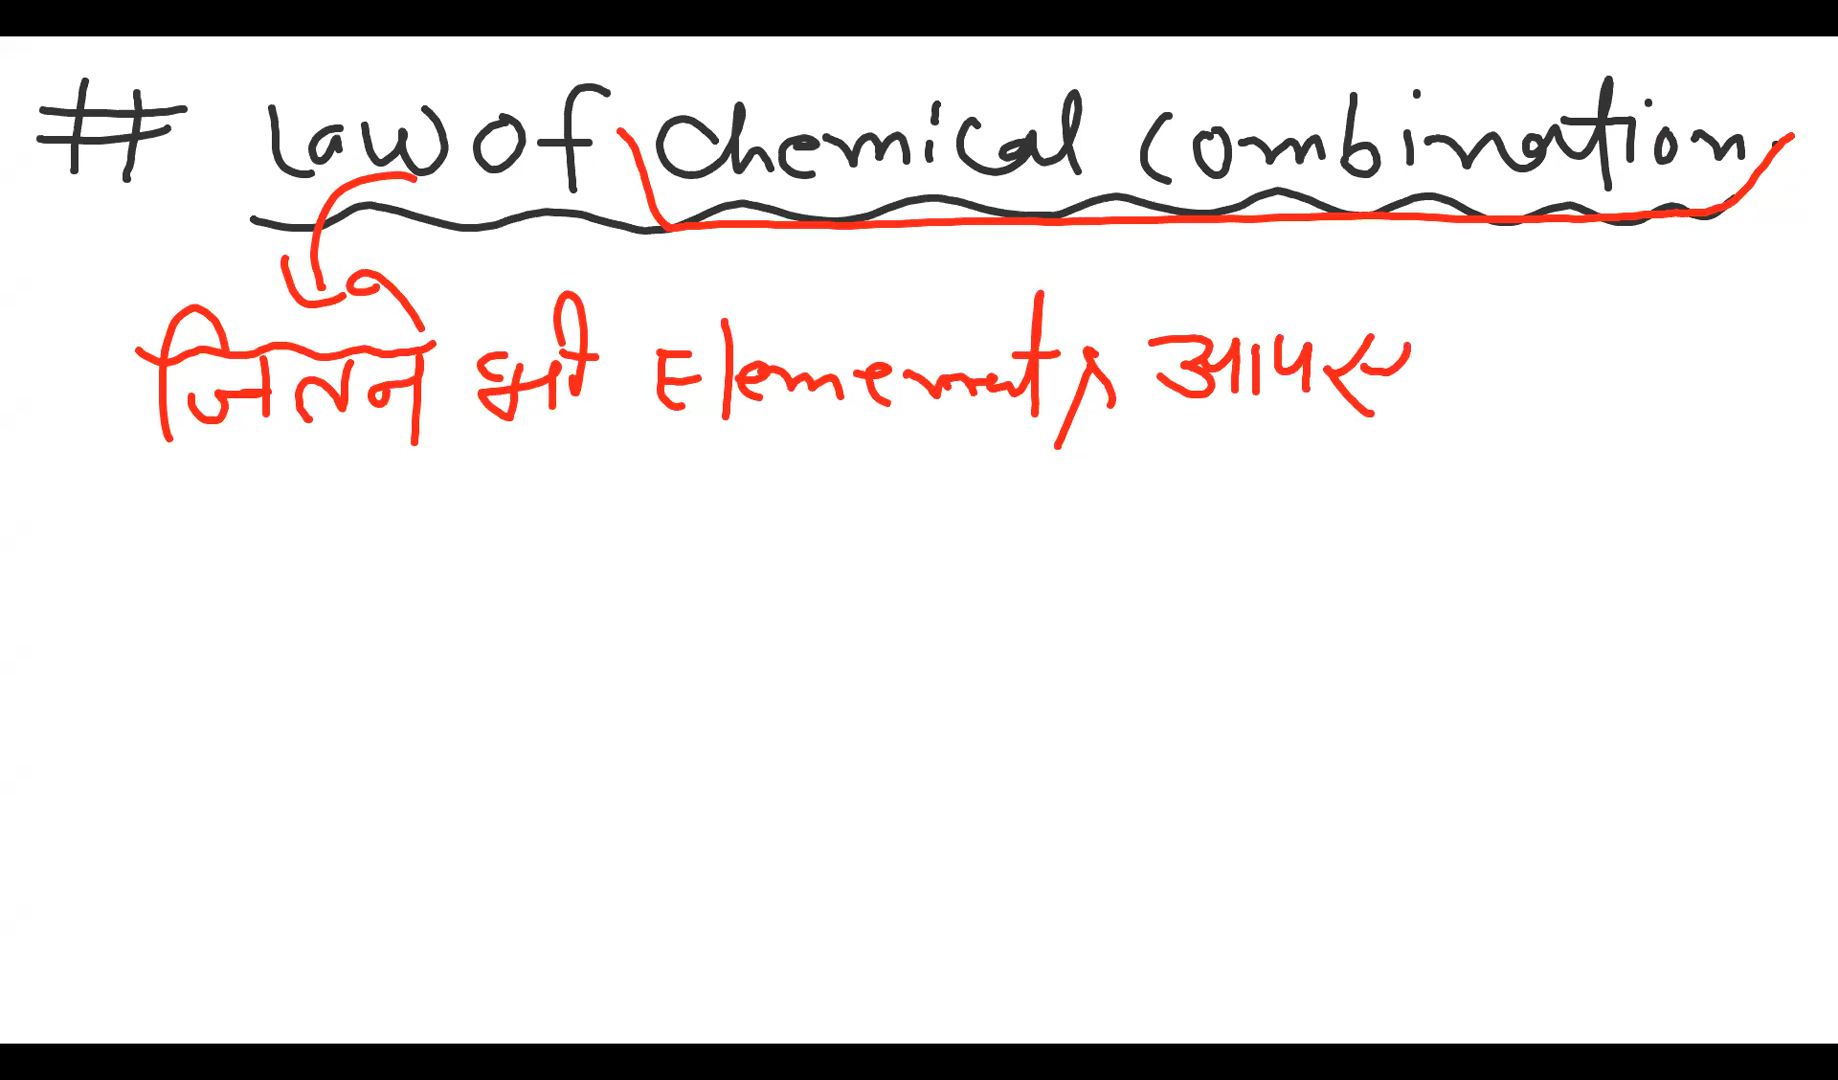 # Law of Chemical Combination
जितने भी Elements आपस